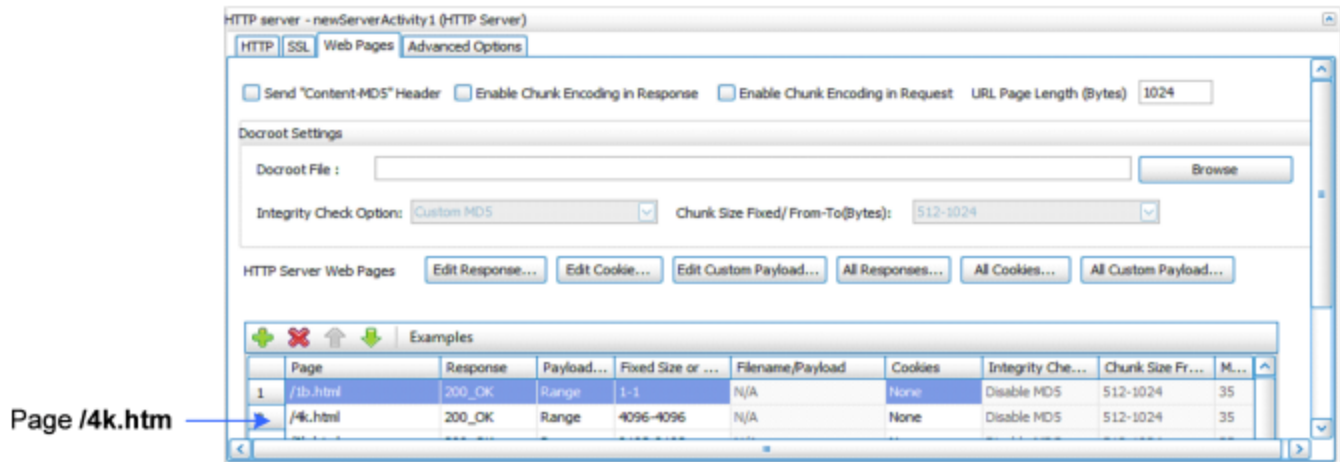 HTTP server - newServerActivity1 (HTTP Server)
HTTP SSL Web Pages Advanced Options
Send "Content-MD5" Header Enable Chunk Encoding in Response Enable Chunk Encoding in Request URL Page Length (Bytes) 1024
Docroot Settings
Docroot File : Browse
Integrity Check Option: Custom MD5 Chunk Size Fixed/ From-To(Bytes): 512-1024
HTTP Server Web Pages Edit Response... Edit Cookie... Edit Custom Payload... All Responses... All Cookies... All Custom Payload...
Examples
Page Response Payload... Fixed Size or ... Filename/Payload Cookies Integrity Che... Chunk Size Fr... M...
1 /1b.html 200_OK Range 1-1 N/A None Disable MD5 512-1024 35
Page /4k.htm /4k.html 200_OK Range 4096-4096 N/A None Disable MD5 512-1024 35